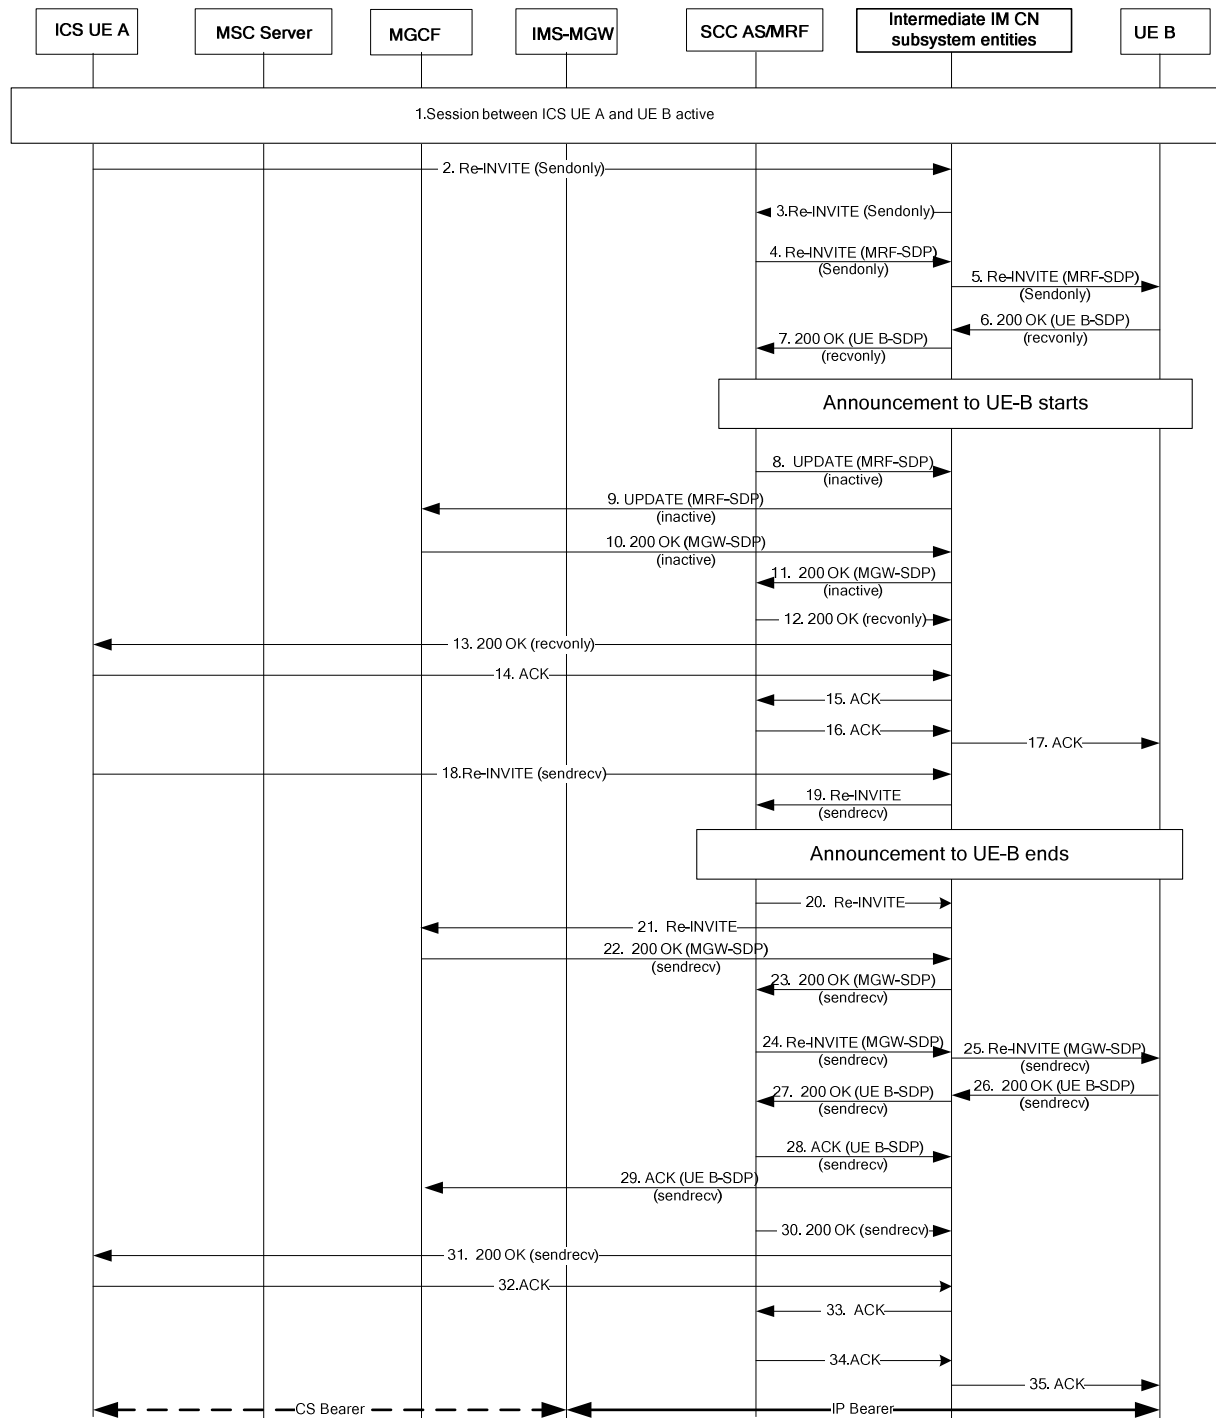 ICS UE A
MSC Server
MGCF
IMS-MGW
SCC AS/MRF
Intermediate IM CN
subsystem entities
UE B
1.Session between ICS UE A and UE B active
2. Re-INVITE (Sendonly)
3.Re-INVITE (Sendonly)
4. Re-INVITE (MRF-SDP)
(Sendonly)
5. Re-INVITE (MRF-SDP)
(Sendonly)
6. 200 OK (UE B-SDP)
(recvonly)
7. 200 OK (UE B-SDP)
(recvonly)
Announcement to UE-B starts
8. UPDATE (MRF-SDP)
(inactive)
9. UPDATE (MRF-SDP)
(inactive)
10. 200 OK (MGW-SDP)
(inactive)
11. 200 OK (MGW-SDP)
(inactive)
12. 200 OK (recvonly)
13. 200 OK (recvonly)
14. ACK
15. ACK
16. ACK
17. ACK
18.Re-INVITE (sendrecv)
19. Re-INVITE
(sendrecv)
Announcement to UE-B ends
20. Re-INVITE
21. Re-INVITE
22. 200 OK (MGW-SDP)
(sendrecv)
23. 200 OK (MGW-SDP)
(sendrecv)
24. Re-INVITE (MGW-SDP)
(sendrecv)
25. Re-INVITE (MGW-SDP)
(sendrecv)
26. 200 OK (UE B-SDP)
(sendrecv)
27. 200 OK (UE B-SDP)
(sendrecv)
28. ACK (UE B-SDP)
(sendrecv)
29. ACK (UE B-SDP)
(sendrecv)
30. 200 OK (sendrecv)
31. 200 OK (sendrecv)
32.ACK
33. ACK
34.ACK
35. ACK
CS Bearer
IP Bearer